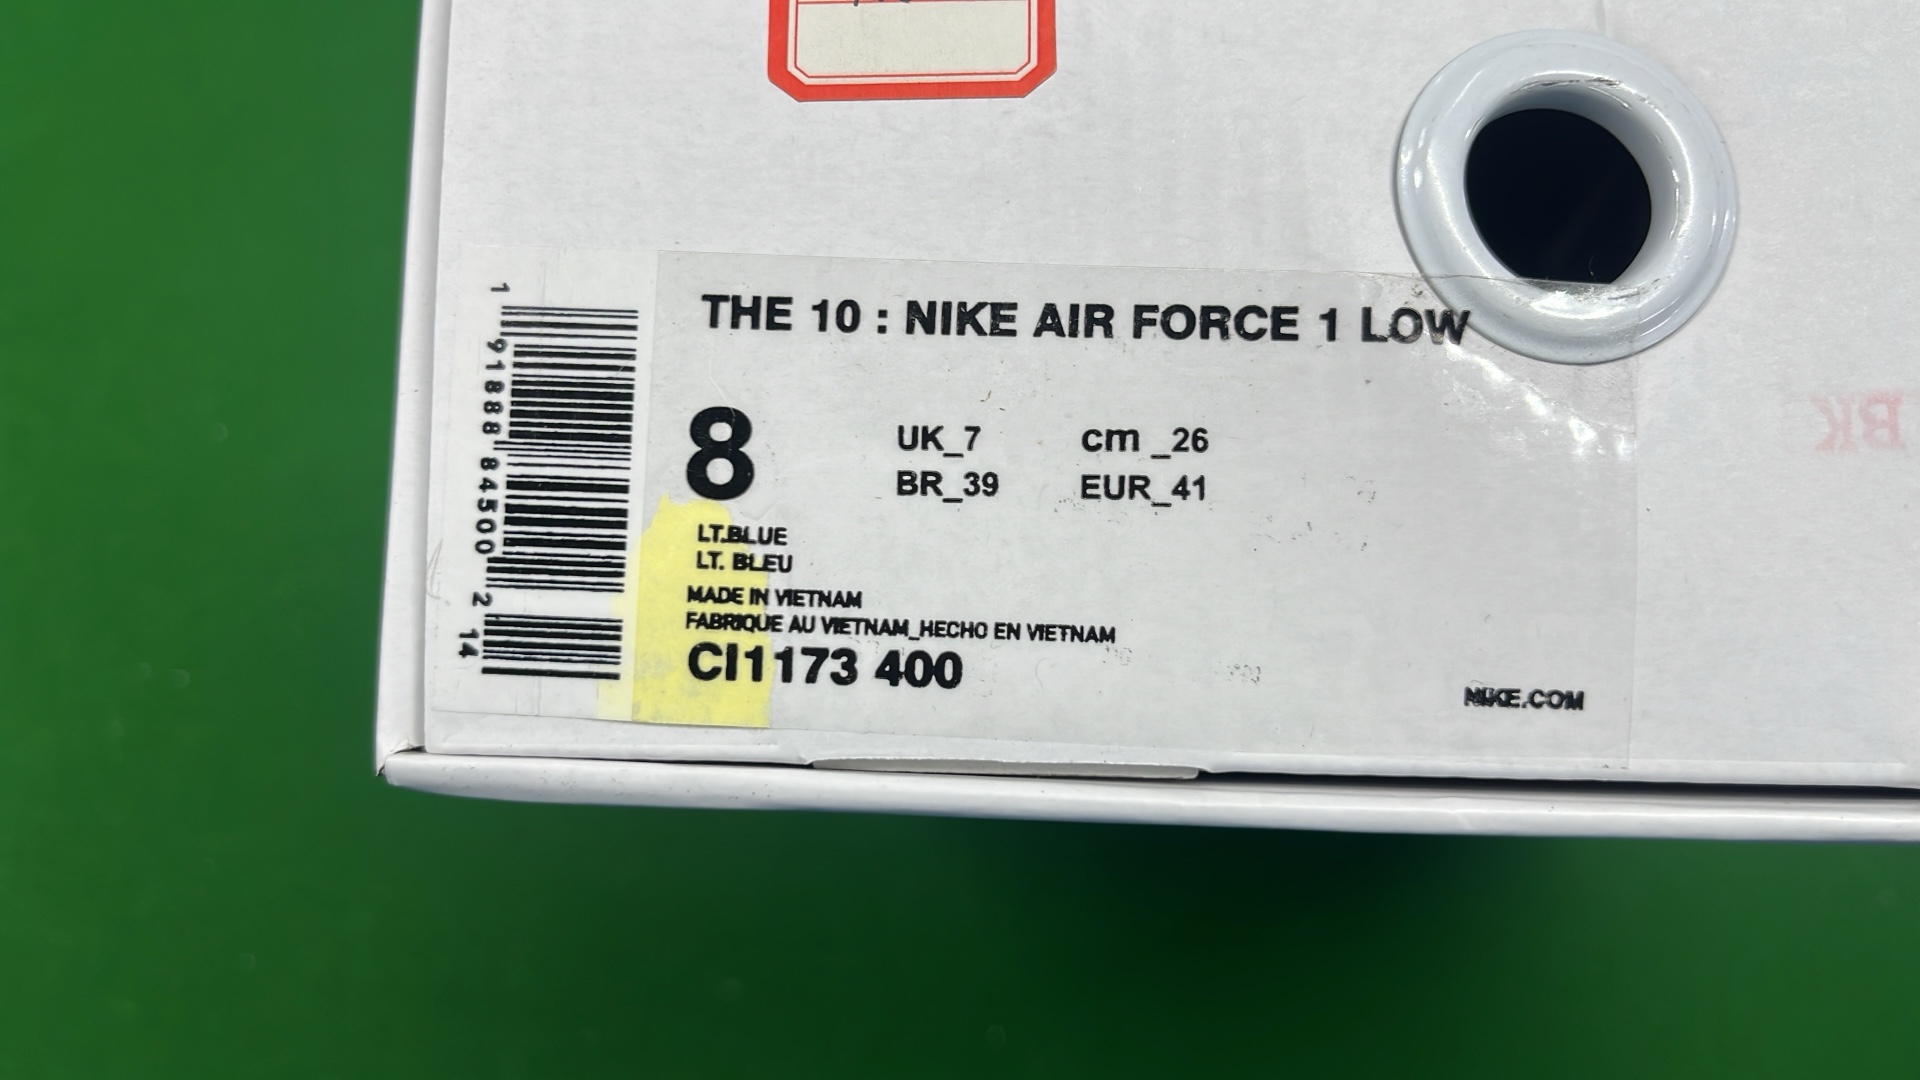 THE 10 : NIKE AIR FORCE 1 LOW
8
UK_7 cm _26
BR_39 EUR_41
LT.BLUE
LT. BLEU
MADE IN VIETNAM
FABRIQUE AU VIETNAM_HECHO EN VIETNAM
CI1173 400
NIKE.COM
1 91888 84500 2 14
BK